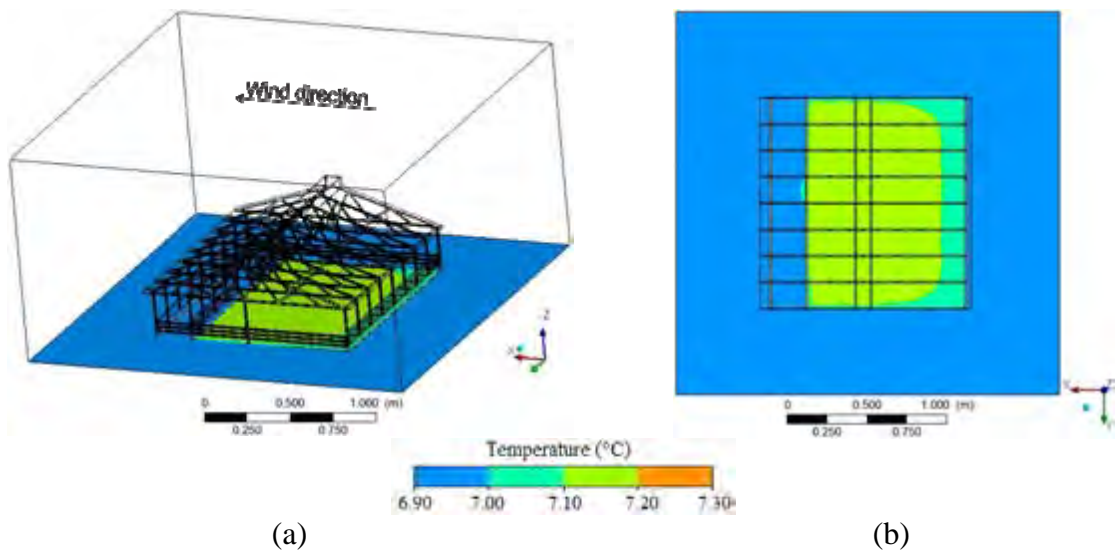 Wind direction
Z
X
0. 0.500 1.000 (m)
0.250 0.750
X
Y
0 0.500 1.000 (m)
0.250 0.750
Temperature (°C)
6.90 7.00 7.10 7.20 7.30
(a) (b)